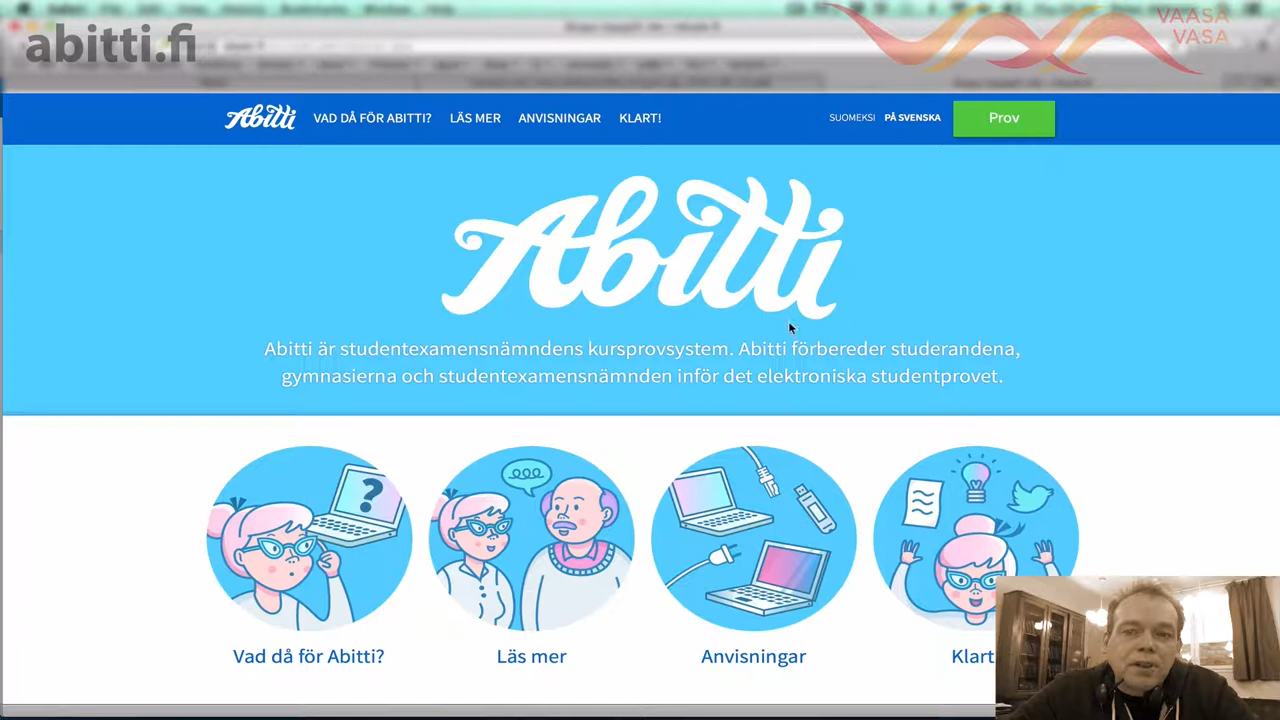 abitti.fi
VAASA
VASA
Abitti
VAD DÅ FÖR ABITTI?
LÄS MER
ANVISNINGAR
KLART!
SUOMEKSI
PÅ SVENSKA
Prov
Abitti
Abitti är studentexamensnämndens kursprovsystem. Abitti förbereder studerandena,
gymnasierna och studentexamensnämnden inför det elektroniska studentprovet.
?
Vad då för Abitti?
Läs mer
Anvisningar
Klart